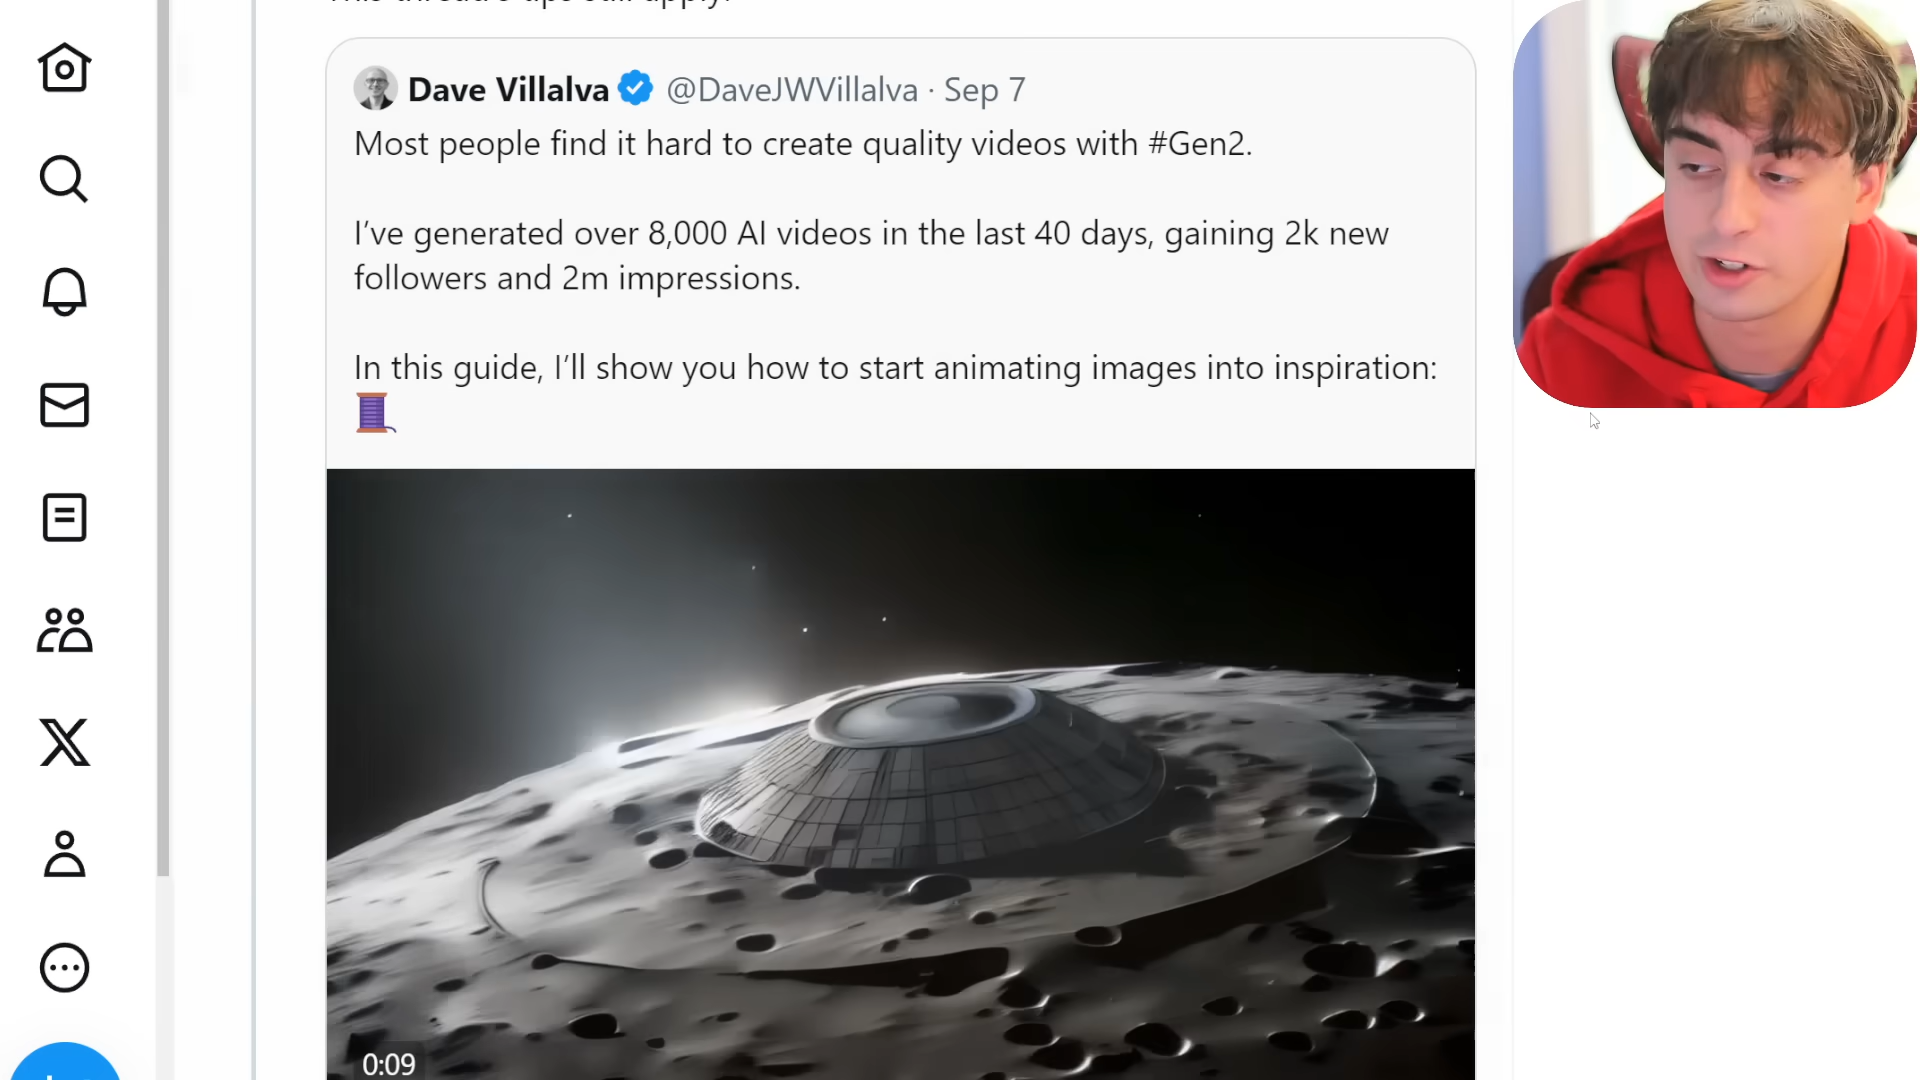 Dave Villalva @DaveJWVillalva · Sep 7
Most people find it hard to create quality videos with #Gen2.
I’ve generated over 8,000 AI videos in the last 40 days, gaining 2k new
followers and 2m impressions.
In this guide, I’ll show you how to start animating images into inspiration:
0:09